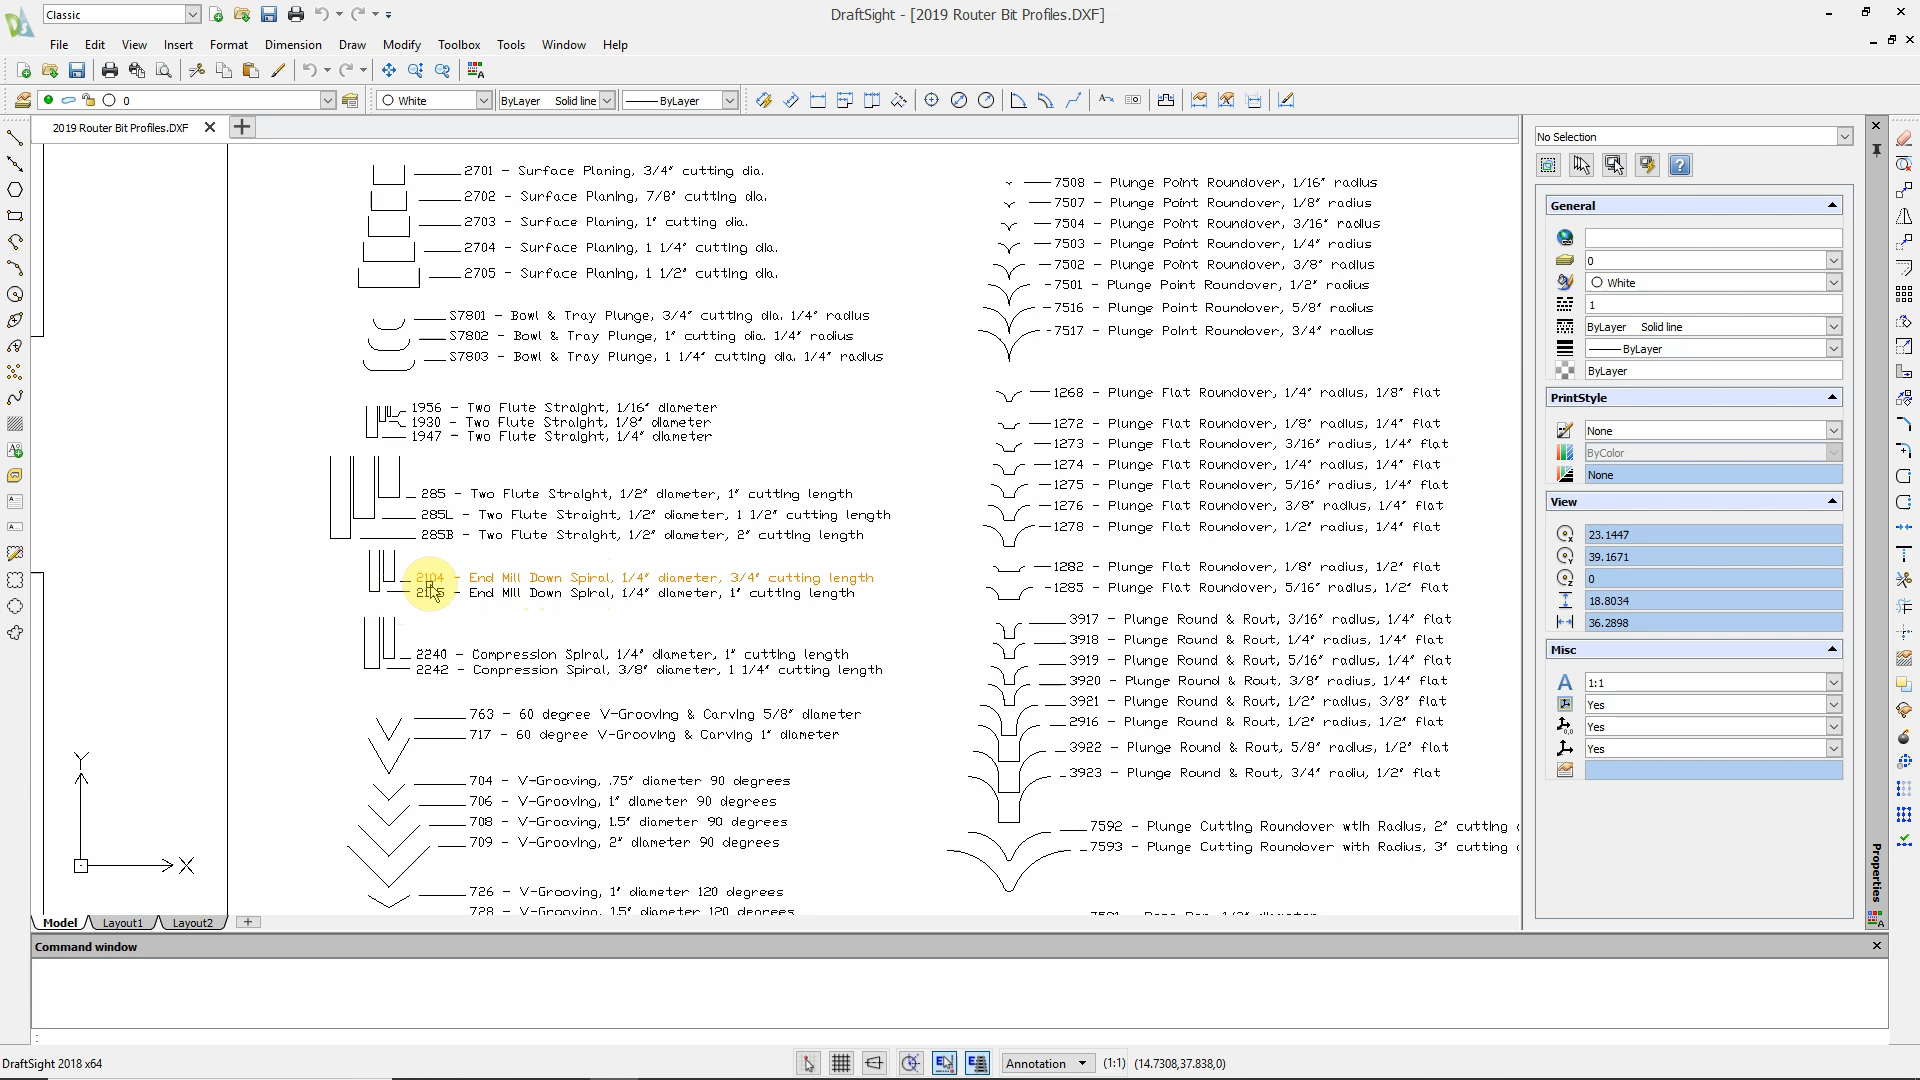 Classic
DraftSight - [2019 Router Bit Profiles.DXF]
File Edit View Insert Format Dimension Draw Modify Toolbox Tools Window Help
0 White ByLayer Solid line ByLayer
2019 Router Bit Profiles.DXF
2701 - Surface Planing, 3/4" cutting dia.
2702 - Surface Planing, 7/8" cutting dia.
2703 - Surface Planing, 1" cutting dia.
2704 - Surface Planing, 1 1/4" cutting dia.
2705 - Surface Planing, 1 1/2" cutting dia.
S7801 - Bowl & Tray Plunge, 3/4" cutting dia. 1/4" radius
S7802 - Bowl & Tray Plunge, 1" cutting dia. 1/4" radius
S7803 - Bowl & Tray Plunge, 1 1/4" cutting dia. 1/4" radius
1956 - Two Flute Straight, 1/16" diameter
1930 - Two Flute Straight, 1/8" diameter
1947 - Two Flute Straight, 1/4" diameter
285 - Two Flute Straight, 1/2" diameter, 1" cutting length
285L - Two Flute Straight, 1/2" diameter, 1 1/2" cutting length
285B - Two Flute Straight, 1/2" diameter, 2" cutting length
2104 - End Mill Down Spiral, 1/4" diameter, 3/4" cutting length
- End Mill Down Spiral, 1/4" diameter, 1" cutting length
2240 - Compression Spiral, 1/4" diameter, 1" cutting length
2242 - Compression Spiral, 3/8" diameter, 1 1/4" cutting length
763 - 60 degree V-Grooving & Carving 5/8" diameter
717 - 60 degree V-Grooving & Carving 1" diameter
704 - V-Grooving, .75" diameter 90 degrees
706 - V-Grooving, 1" diameter 90 degrees
708 - V-Grooving, 1.5" diameter 90 degrees
709 - V-Grooving, 2" diameter 90 degrees
726 - V-Grooving, 1" diameter 120 degrees
728 - V-Grooving, 1.5" diameter 120 degrees
7508 - Plunge Point Roundover, 1/16" radius
7507 - Plunge Point Roundover, 1/8" radius
7504 - Plunge Point Roundover, 3/16" radius
7503 - Plunge Point Roundover, 1/4" radius
7502 - Plunge Point Roundover, 3/8" radius
7501 - Plunge Point Roundover, 1/2" radius
7516 - Plunge Point Roundover, 5/8" radius
7517 - Plunge Point Roundover, 3/4" radius
1268 - Plunge Flat Roundover, 1/4" radius, 1/8" flat
1272 - Plunge Flat Roundover, 1/8" radius, 1/4" flat
1273 - Plunge Flat Roundover, 3/16" radius, 1/4" flat
1274 - Plunge Flat Roundover, 1/4" radius, 1/4" flat
1275 - Plunge Flat Roundover, 5/16" radius, 1/4" flat
1276 - Plunge Flat Roundover, 3/8" radius, 1/4" flat
1278 - Plunge Flat Roundover, 1/2" radius, 1/4" flat
1282 - Plunge Flat Roundover, 1/8" radius, 1/2" flat
1285 - Plunge Flat Roundover, 5/16" radius, 1/2" flat
3917 - Plunge Round & Rout, 3/16" radius, 1/4" flat
3918 - Plunge Round & Rout, 1/4" radius, 1/4" flat
3919 - Plunge Round & Rout, 5/16" radius, 1/4" flat
3920 - Plunge Round & Rout, 3/8" radius, 1/4" flat
3921 - Plunge Round & Rout, 1/2" radius, 3/8" flat
2916 - Plunge Round & Rout, 1/2" radius, 1/2" flat
3922 - Plunge Round & Rout, 5/8" radius, 1/2" flat
3923 - Plunge Round & Rout, 3/4" radiu, 1/2" flat
7592 - Plunge Cutting Roundover wtih Radius, 2" cutting
7593 - Plunge Cutting Roundover with Radius, 3" cutting
Y
X
Model Layout1 Layout2
No Selection
General
0
White
1
ByLayer Solid line
ByLayer
ByLayer
PrintStyle
None
ByColor
None
View
23.1447
39.1671
0
18.8034
36.2898
Misc
1:1
Yes
Yes
Yes
Properties
Command window
:
DraftSight 2018 x64
Annotation (1:1) (14.7308,37.838,0)